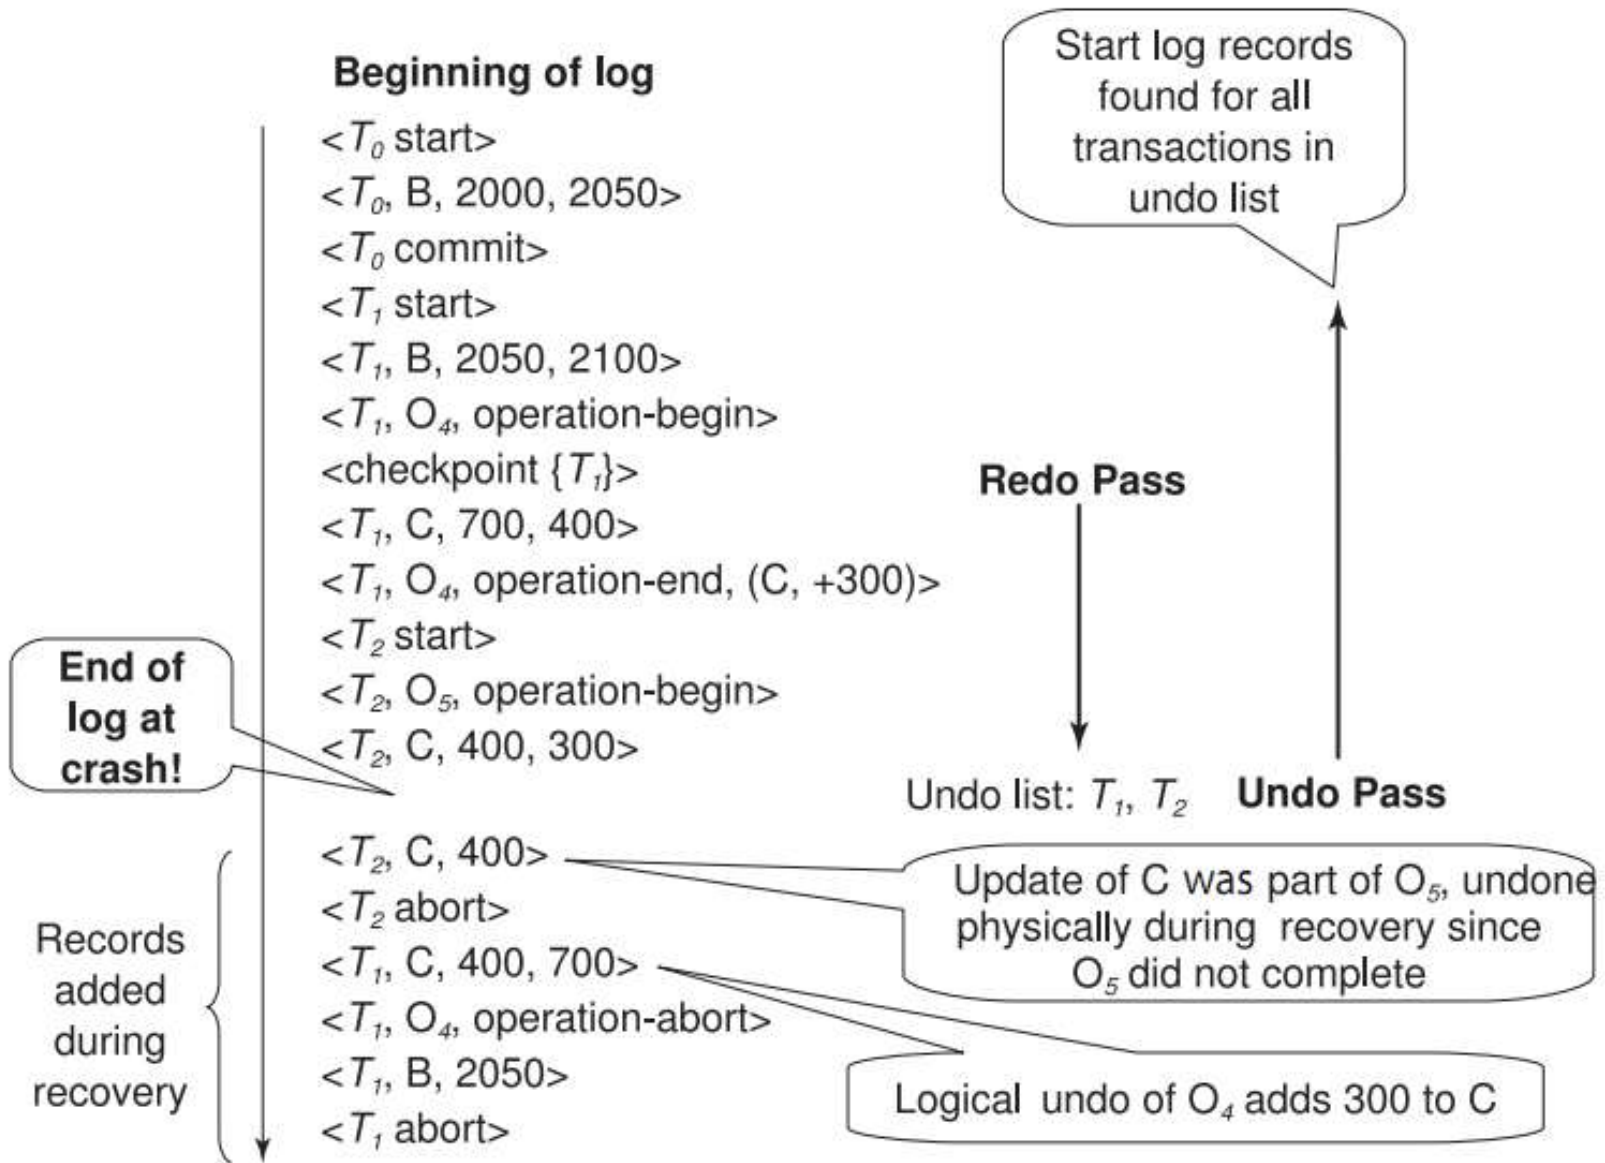 Beginning of log
<T0 start>
<T0, B, 2000, 2050>
<T0 commit>
<T1 start>
<T1, B, 2050, 2100>
<T1, O4, operation-begin>
<checkpoint {T1}>
<T1, C, 700, 400>
<T1, O4, operation-end, (C, +300)>
<T2 start>
<T2, O5, operation-begin>
<T2, C, 400, 300>
End of
log at
crash!
Start log records
found for all
transactions in
undo list
Redo Pass
Undo list: T1, T2
Undo Pass
Records
added
during
recovery
<T2, C, 400>
<T2 abort>
<T1, C, 400, 700>
<T1, O4, operation-abort>
<T1, B, 2050>
<T1 abort>
Update of C was part of O5, undone
physically during recovery since
O5 did not complete
Logical undo of O4 adds 300 to C